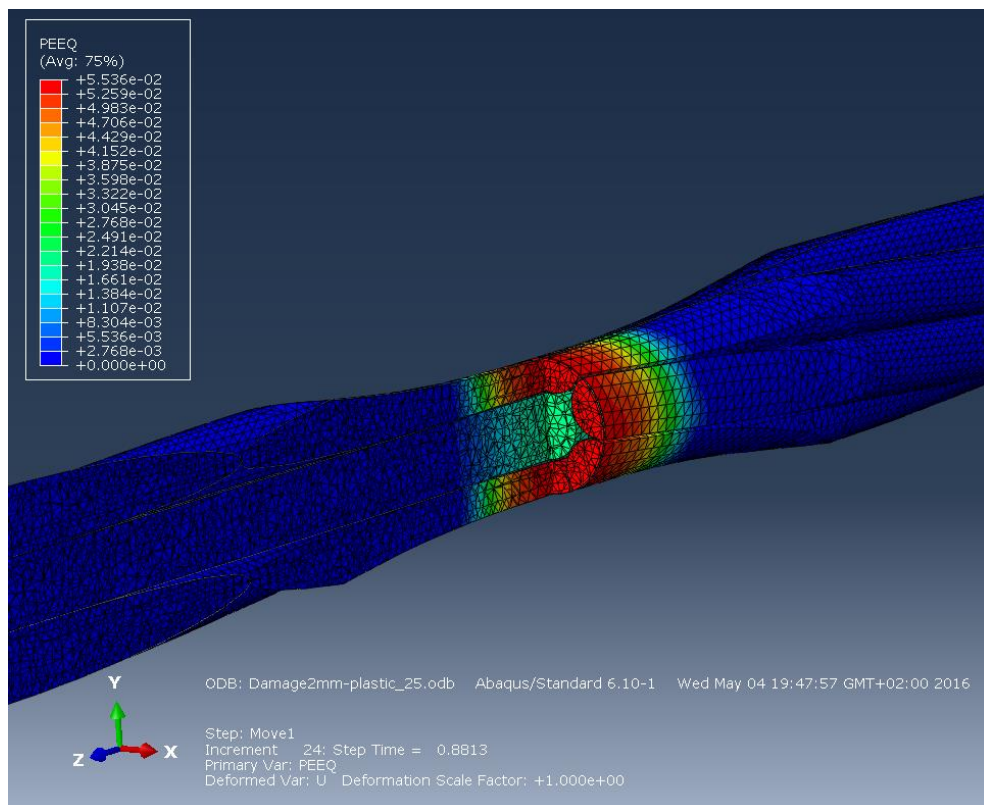 PEEQ
(Avg: 75%)
+5.536e-02
+5.259e-02
+4.983e-02
+4.706e-02
+4.429e-02
+4.152e-02
+3.875e-02
+3.598e-02
+3.322e-02
+3.045e-02
+2.768e-02
+2.491e-02
+2.214e-02
+1.938e-02
+1.661e-02
+1.384e-02
+1.107e-02
+8.304e-03
+5.536e-03
+2.768e-03
+0.000e+00
Y
Z
X
ODB: Damage2mm-plastic_25.odb Abaqus/Standard 6.10-1 Wed May 04 19:47:57 GMT+02:00 2016
Step: Move1
Increment 24: Step Time = 0.8813
Primary Var: PEEQ
Deformed Var: U Deformation Scale Factor: +1.000e+00